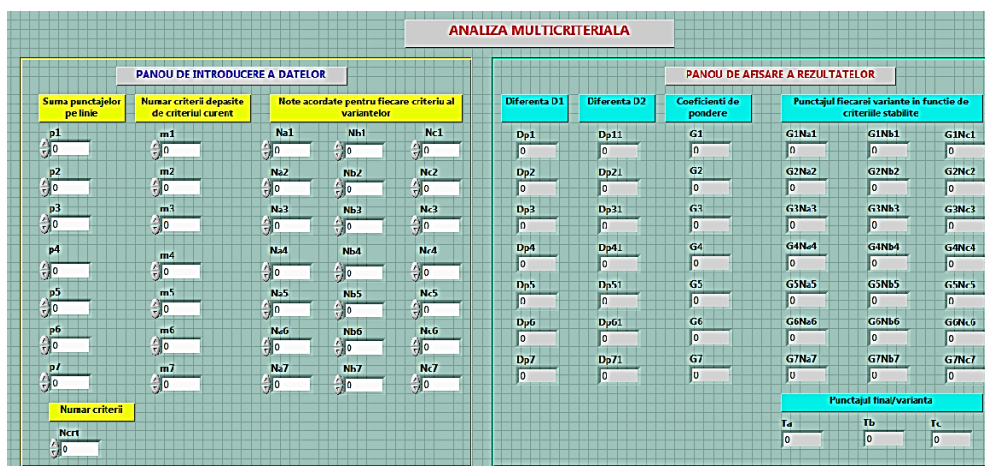 ANALIZA MULTICRITERIALA
PANOU DE INTRODUCERE A DATELOR
Suma punctajelor
pe linie
Numar criterii depasite
de criteriul curent
Note acordate pentru fiecare criteriu al
variantelor
p1 m1 Na1 Nb1 Nc1
0 0 0 0 0
p2 m2 Na2 Nb2 Nc2
0 0 0 0 0
p3 m3 Na3 Nb3 Nc3
0 0 0 0 0
p4 m4 Na4 Nb4 Nc4
0 0 0 0 0
p5 m5 Na5 Nb5 Nc5
0 0 0 0 0
p6 m6 Na6 Nb6 Nc6
0 0 0 0 0
p7 m7 Na7 Nb7 Nc7
0 0 0 0 0
Numar criterii
Ncrt
0
PANOU DE AFISARE A REZULTATELOR
Diferenta D1
Diferenta D2
Coeficienti de
pondere
Punctajul fiecarei variante in functie de
criteriile stabilite
Dp1 Dp11 G1 G1Na1 G1Nb1 G1Nc1
0 0 0 0 0 0
Dp2 Dp21 G2 G2Na2 G2Nb2 G2Nc2
0 0 0 0 0 0
Dp3 Dp31 G3 G3Na3 G3Nb3 G3Nc3
0 0 0 0 0 0
Dp4 Dp41 G4 G4Na4 G4Nb4 G4Nc4
0 0 0 0 0 0
Dp5 Dp51 G5 G5Na5 G5Nb5 G5Nc5
0 0 0 0 0 0
Dp6 Dp61 G6 G6Na6 G6Nb6 G6Nc6
0 0 0 0 0 0
Dp7 Dp71 G7 G7Na7 G7Nb7 G7Nc7
0 0 0 0 0 0
Punctajul final/varianta
Ta Tb Tc
0 0 0